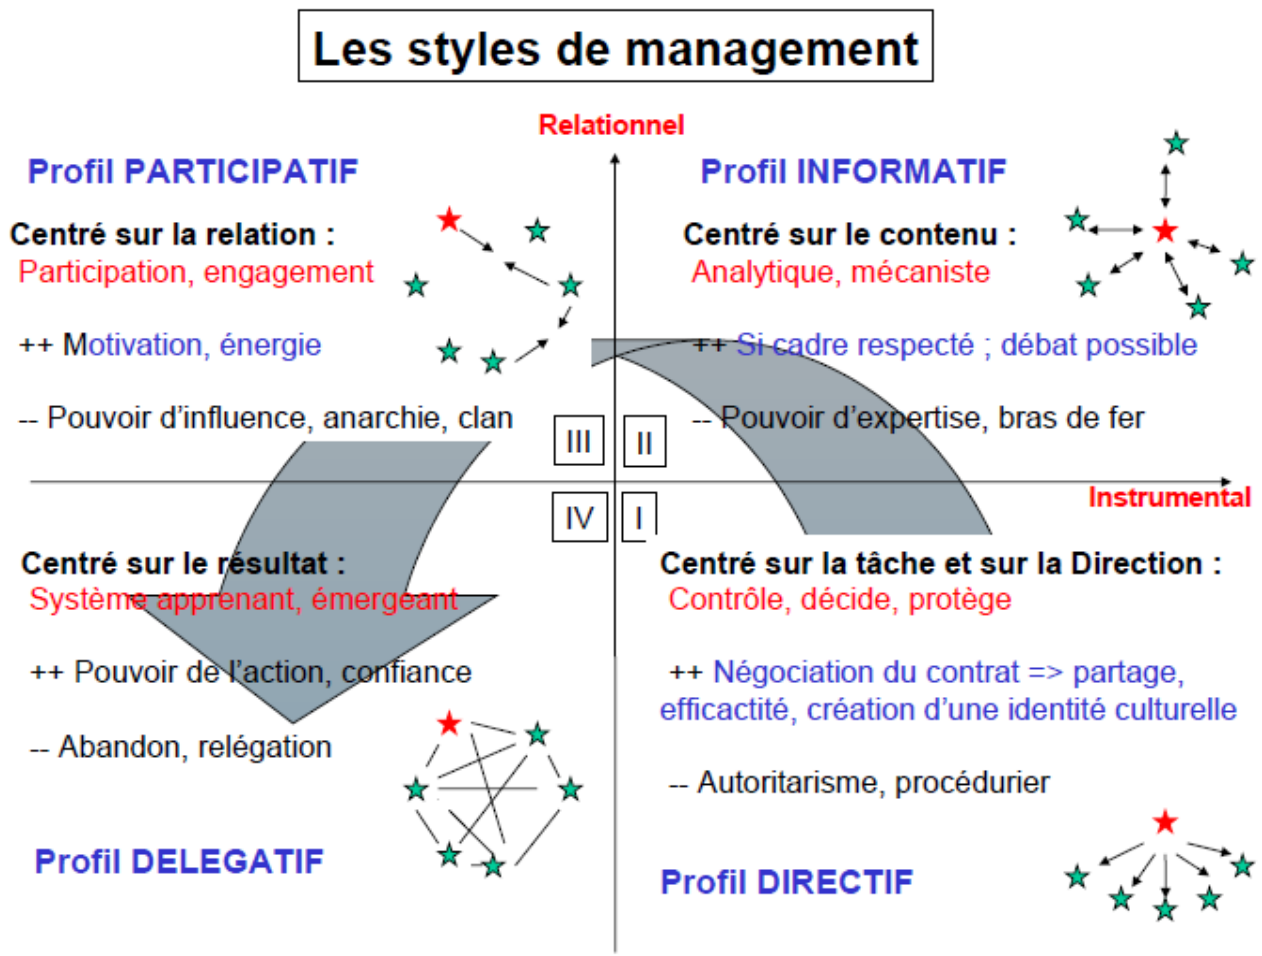 Les styles de management
Relationnel
Profil PARTICIPATIF
Centré sur la relation :
Participation, engagement
++ Motivation, énergie
-- Pouvoir d'influence, anarchie, clan
Profil INFORMATIF
Centré sur le contenu :
Analytique, mécaniste
++ Si cadre respecté ; débat possible
-- Pouvoir d'expertise, bras de fer
III
II
IV
I
Instrumental
Centré sur le résultat :
Système apprenant, émergeant
++ Pouvoir de l'action, confiance
-- Abandon, relégation
Profil DELEGATIF
Centré sur la tâche et sur la Direction :
Contrôle, décide, protège
++ Négociation du contrat => partage,
efficactité, création d'une identité culturelle
-- Autoritarisme, procédurier
Profil DIRECTIF